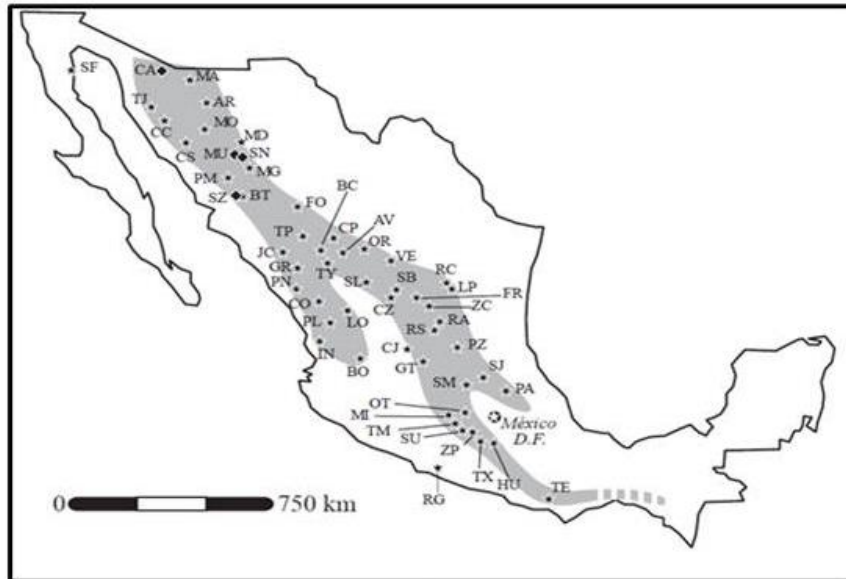 SF
CA
MA
TJ
AR
CC
MO
CS
MD
MU
SN
MG
PM
SZ
BT
FO
BC
TP
CP
AV
OR
JC
VE
GR
TY
RC
PN
SL
SB
LP
FR
CO
CZ
ZC
PL
LO
RS
RA
IN
CJ
PZ
BO
GT
SJ
SM
PA
OT
MI
México
D.F.
TM
SU
ZP
TX
HU
RG
TE
0
750 km